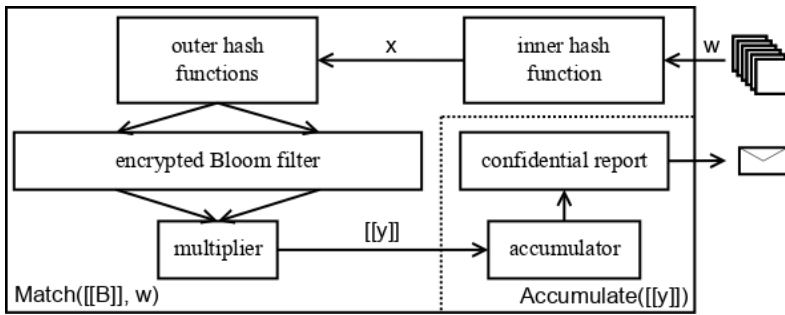 outer hash
functions
x
inner hash
function
w
encrypted Bloom filter
confidential report
multiplier
[[y]]
accumulator
Match([[B]], w)
Accumulate([[y]])